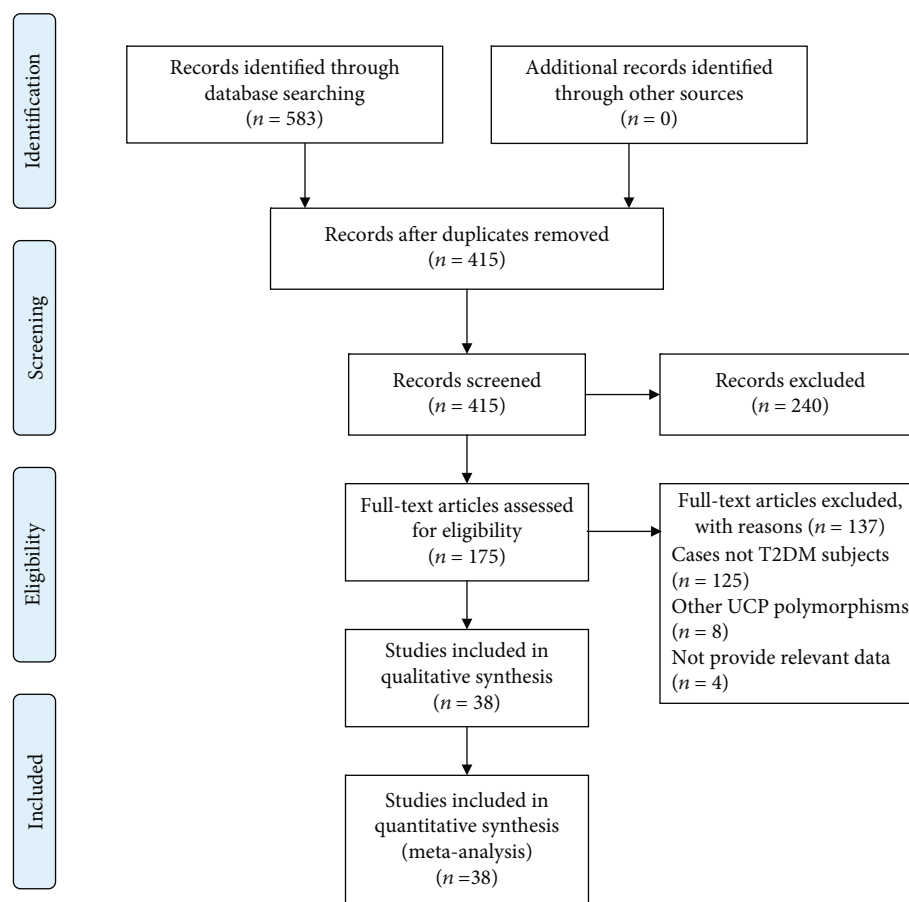 Identification
Records identified through
database searching
(n = 583)
Additional records identified
through other sources
(n = 0)
Records after duplicates removed
(n = 415)
Screening
Records screened
(n = 415)
Records excluded
(n = 240)
Eligibility
Full-text articles assessed
for eligibility
(n = 175)
Full-text articles excluded,
with reasons (n = 137)
Cases not T2DM subjects
(n = 125)
Other UCP polymorphisms
(n = 8)
Not provide relevant data
(n = 4)
Studies included in
qualitative synthesis
(n = 38)
Included
Studies included in
quantitative synthesis
(meta-analysis)
(n =38)